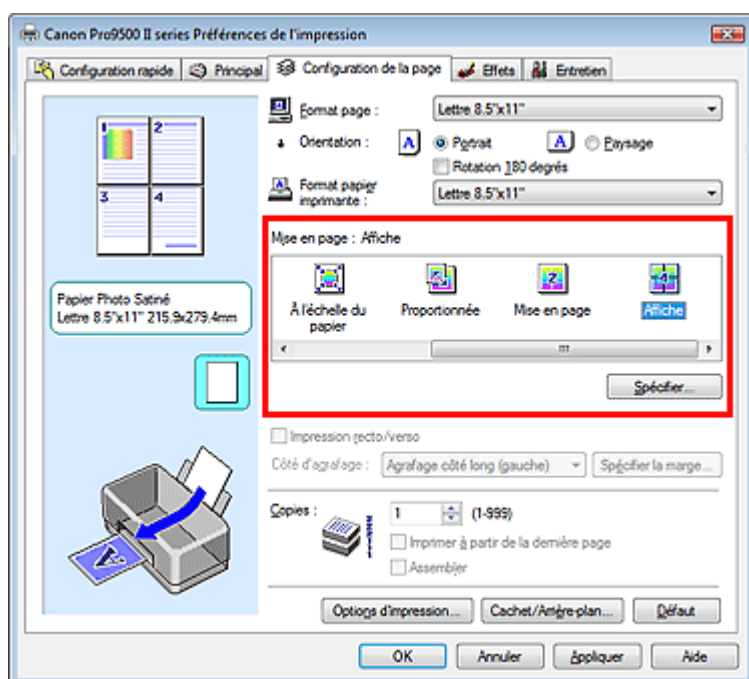 Canon Pro9500 II series Préférences de l'impression
Configuration rapide Principal Configuration de la page Effets Entretien
1 2
3 4
Papier Photo Satiné
Lettre 8.5"x11" 215.9x279.4mm
Format page : Lettre 8.5"x11"
Orientation : A Portrait A Paysage
Rotation 180 degrés
Format papier
imprimante : Lettre 8.5"x11"
Mise en page : Affiche
À l'échelle du
papier
Proportionnée
Mise en page
Affiche
Spécifier...
Impression recto/verso
Côté d'agrafage : Agrafage côté long (gauche) Spécifier la marge...
Copies : 1 (1-999)
Imprimer à partir de la dernière page
Assembler
Options d'impression... Cachet/Arrière-plan... Défaut
OK Annuler Appliquer Aide